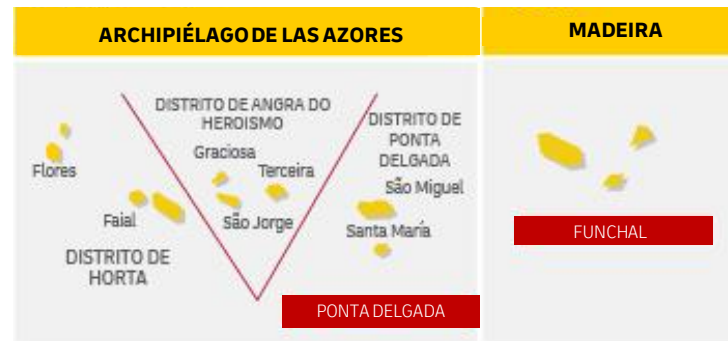 ARCHIPIÉLAGO DE LAS AZORES
MADEIRA
DISTRITO DE ANGRA DO
HEROISMO
DISTRITO DE
PONTA
DELGADA
Graciosa
Flores
Terceira
São Miguel
Faial
São Jorge
Santa María
DISTRITO DE
HORTA
FUNCHAL
PONTA DELGADA